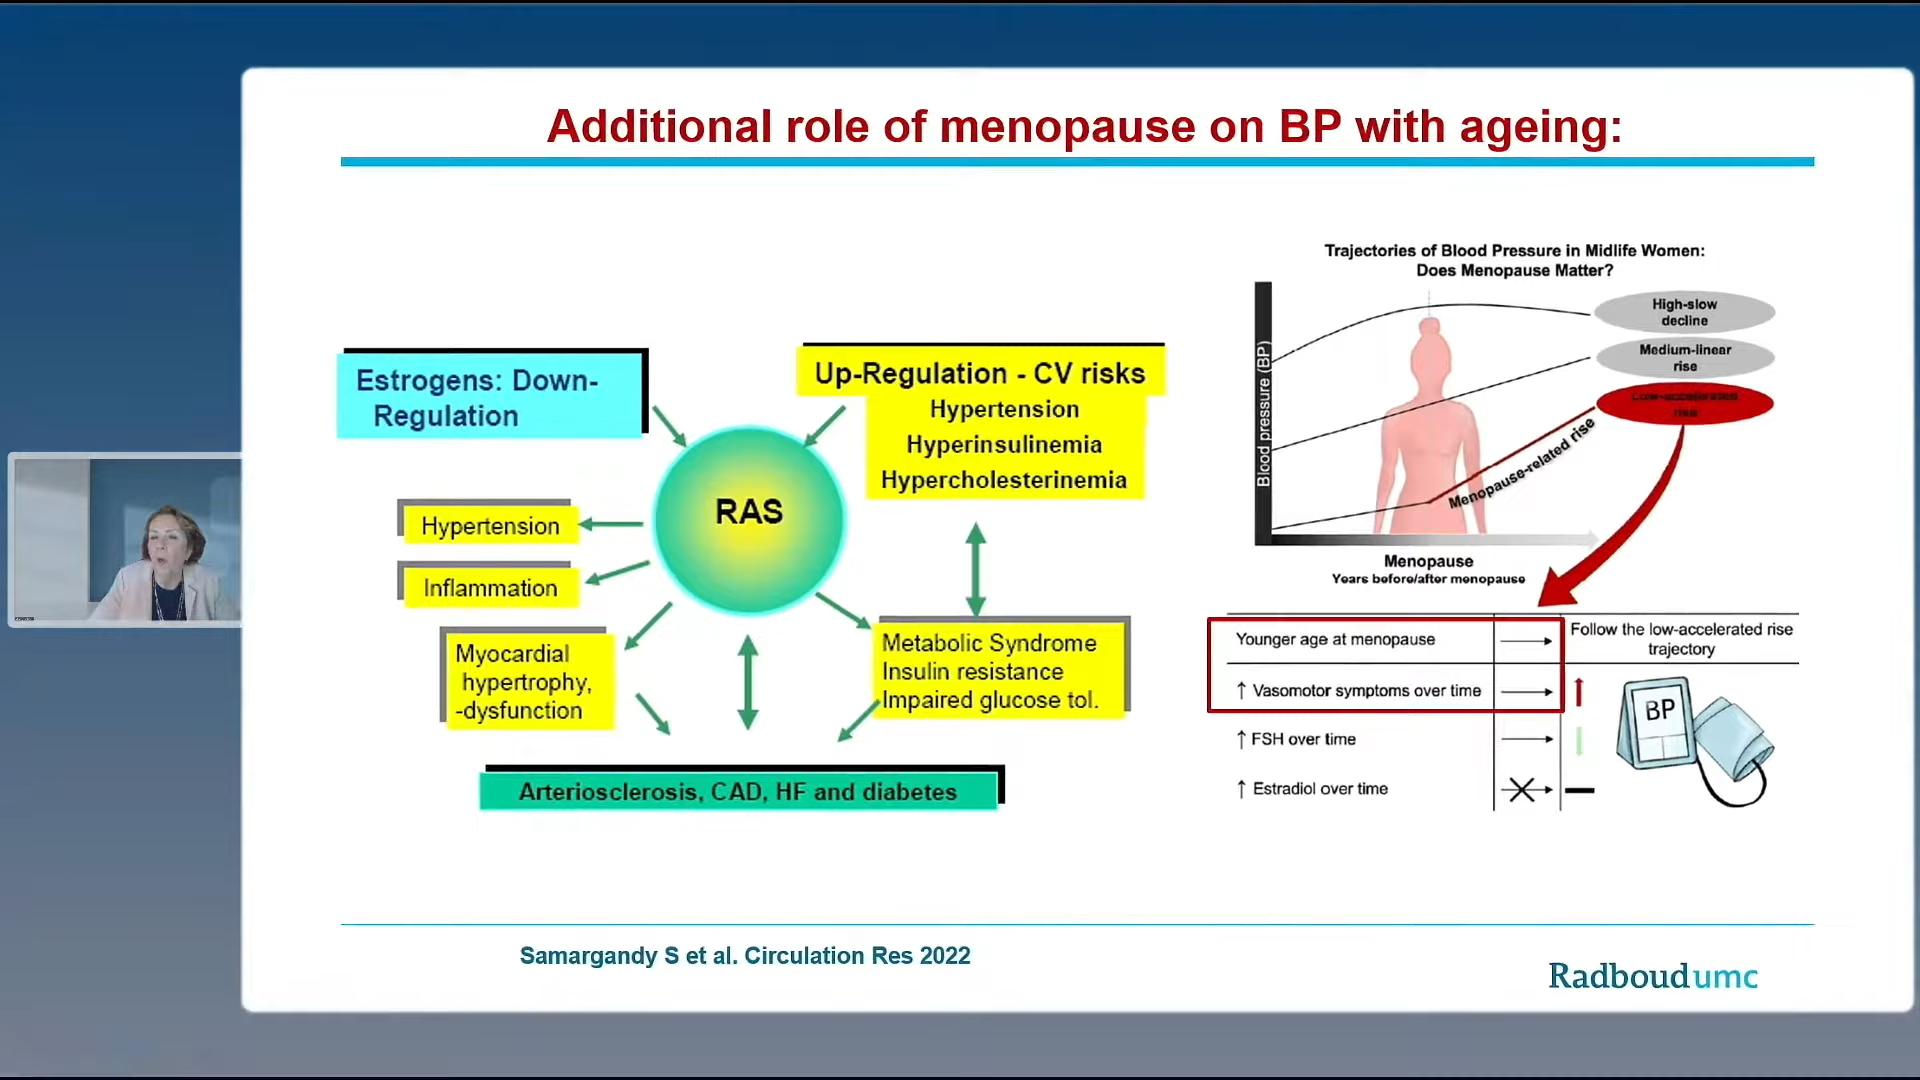 Additional role of menopause on BP with ageing:
Estrogens: Down-
Regulation
Up-Regulation - CV risks
Hypertension
Hyperinsulinemia
Hypercholesterinemia
RAS
Hypertension
Inflammation
Myocardial
hypertrophy,
-dysfunction
Metabolic Syndrome
Insulin resistance
Impaired glucose tol.
Arteriosclerosis, CAD, HF and diabetes
Trajectories of Blood Pressure in Midlife Women:
Does Menopause Matter?
Blood pressure (BP)
High-slow
decline
Medium-linear
rise
Low-accelerated
rise
Menopause-related rise
Menopause
Years before/after menopause
Younger age at menopause
Follow the low-accelerated rise
trajectory
↑ Vasomotor symptoms over time
↑ FSH over time
↑ Estradiol over time
BP
Samargandy S et al. Circulation Res 2022
Radboudumc